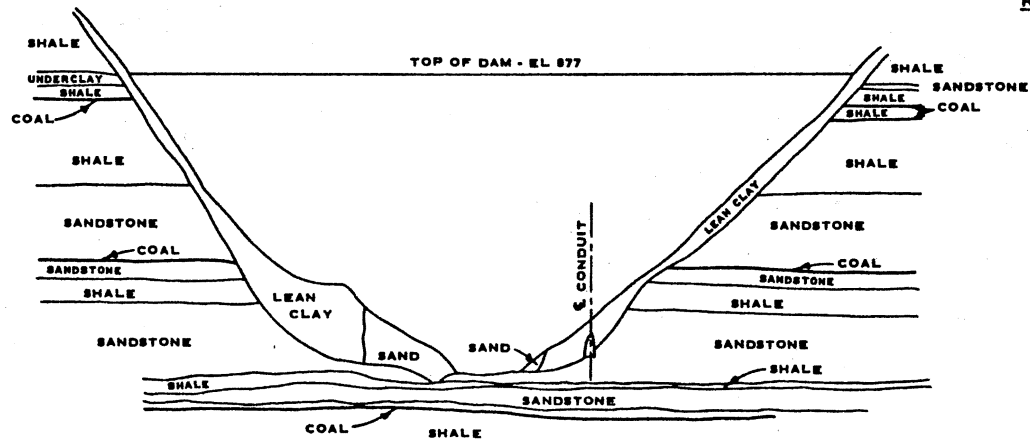 TOP OF DAM - EL 877
SHALE
UNDERCLAY
SHALE
COAL
SHALE
SANDSTONE
COAL
SANDSTONE
SHALE
SANDSTONE
LEAN
CLAY
SAND
SAND
℄ CONDUIT
LEAN CLAY
SHALE
SANDSTONE
SHALE
COAL
SHALE
SHALE
SANDSTONE
COAL
SANDSTONE
SHALE
SANDSTONE
SHALE
SHALE
SANDSTONE
COAL
SHALE